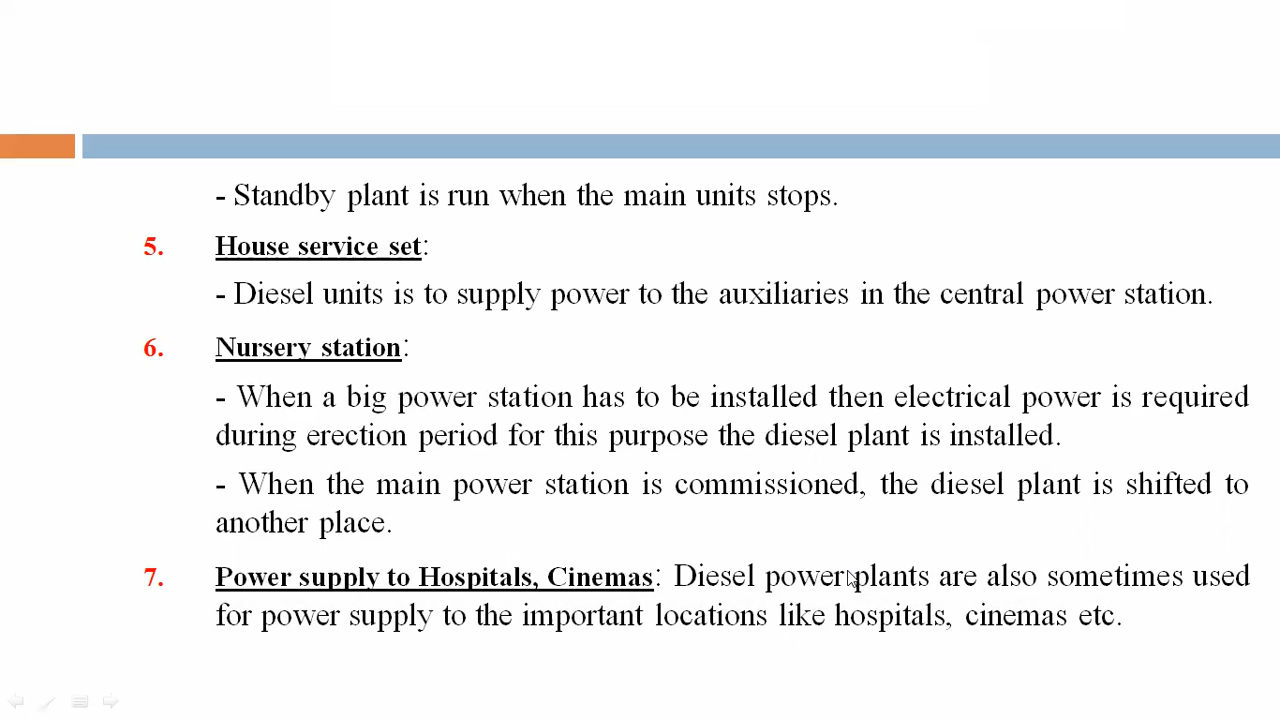 - Standby plant is run when the main units stops.
5. House service set:
- Diesel units is to supply power to the auxiliaries in the central power station.
6. Nursery station:
- When a big power station has to be installed then electrical power is required
during erection period for this purpose the diesel plant is installed.
- When the main power station is commissioned, the diesel plant is shifted to
another place.
7. Power supply to Hospitals, Cinemas: Diesel power plants are also sometimes used
for power supply to the important locations like hospitals, cinemas etc.